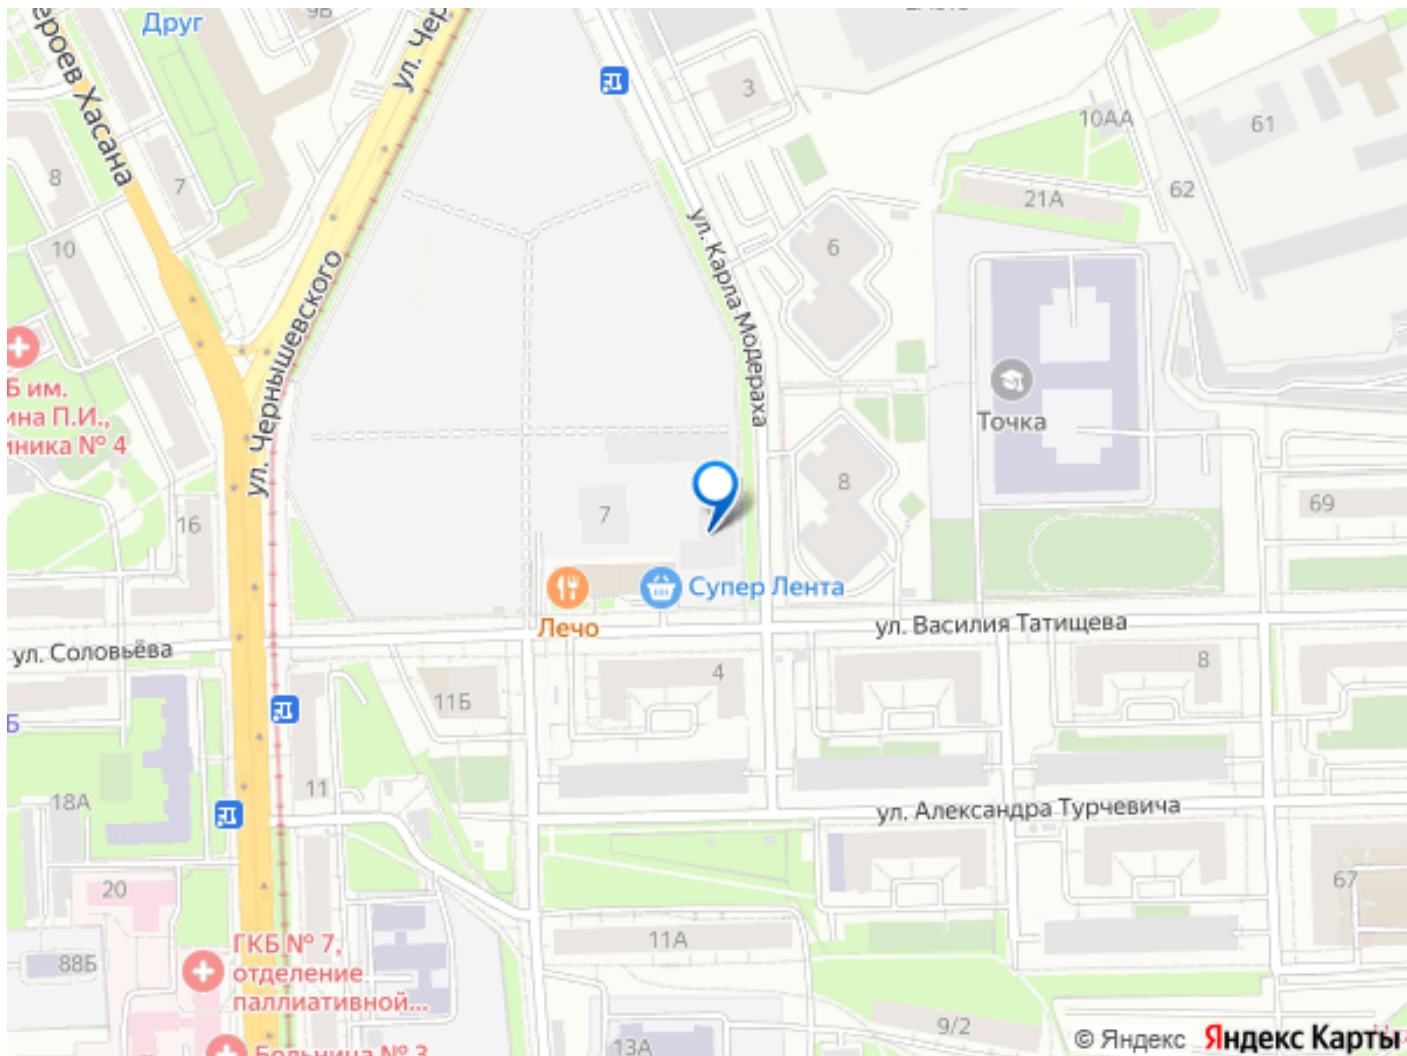 Друг
9В
ул. Чер
ероев Хасана
3
10АА
61
8
7
21А
62
10
ул. Карла Модераха
6
ул. Чернышевского
Б им.
ина П.И.,
иника № 4
Точка
8
16
7
69
Супер Лента
Лечо
ул. Василия Татищева
ул. Соловьёва
4
8
11Б
Б
11
18А
ул. Александра Турчевича
20
67
11А
ГКБ № 7,
отделение
паллиативной...
88Б
9/2
13А
Больница № 3
© Яндекс Яндекс Карты